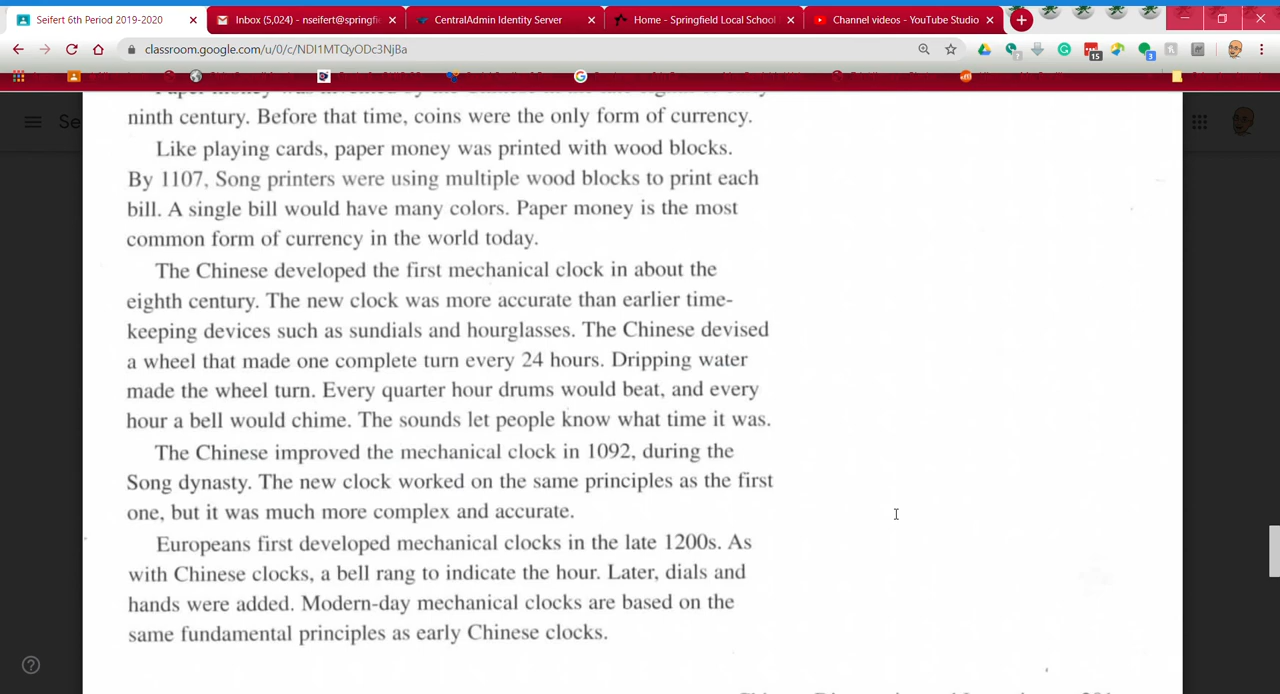 Seifert 6th Period 2019-2020
Inbox (5,024) - nseifert@springfie
CentralAdmin Identity Server
Home - Springfield Local School
Channel videos - YouTube Studio
classroom.google.com/u/0/c/NDI1MTQyODc3NjBa
7
15
3
Se
ninth century. Before that time, coins were the only form of currency.
Like playing cards, paper money was printed with wood blocks.
By 1107, Song printers were using multiple wood blocks to print each
bill. A single bill would have many colors. Paper money is the most
common form of currency in the world today.
The Chinese developed the first mechanical clock in about the
eighth century. The new clock was more accurate than earlier time-
keeping devices such as sundials and hourglasses. The Chinese devised
a wheel that made one complete turn every 24 hours. Dripping water
made the wheel turn. Every quarter hour drums would beat, and every
hour a bell would chime. The sounds let people know what time it was.
The Chinese improved the mechanical clock in 1092, during the
Song dynasty. The new clock worked on the same principles as the first
one, but it was much more complex and accurate.
Europeans first developed mechanical clocks in the late 1200s. As
with Chinese clocks, a bell rang to indicate the hour. Later, dials and
hands were added. Modern-day mechanical clocks are based on the
same fundamental principles as early Chinese clocks.